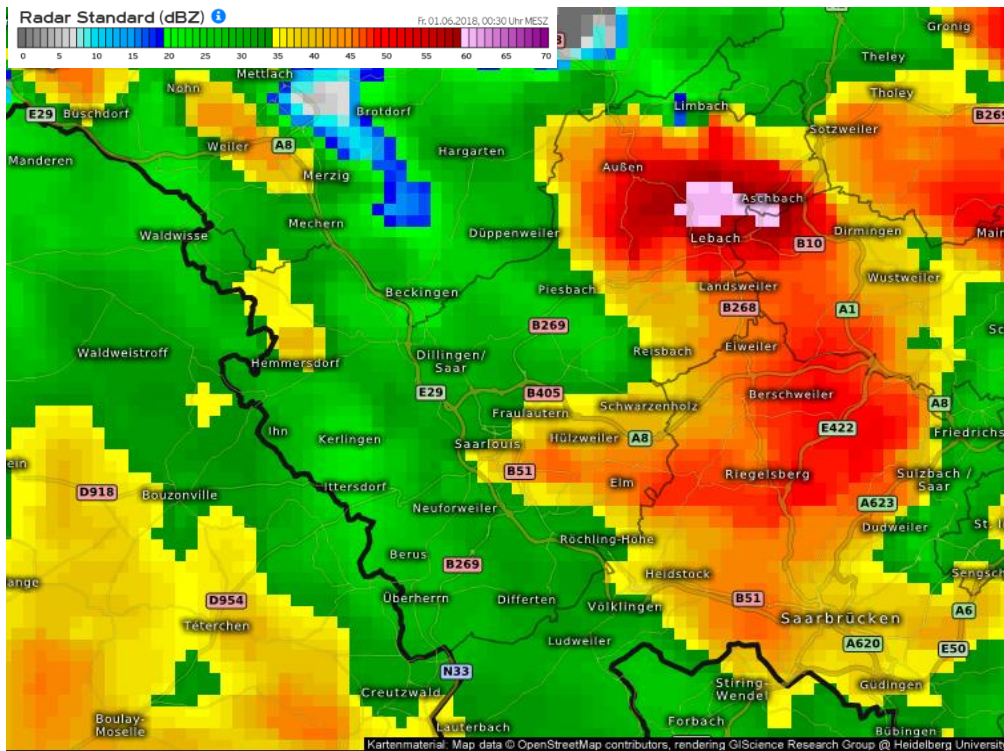 Radar Standard (dBZ)
Fr. 01.06.2018, 00:30 Uhr MESZ
0 5 10 15 20 25 30 35 40 45 50 55 60 65 70
Gronig
Theley
Mettlach
Nohn
Tholey
Brotdorf
Limbach
E29
Büschdorf
B269
Sotzweiler
A8
Weiler
Hargarten
Manderen
Außen
Merzig
Aschbach
Mechern
Waldwisse
Düppenweiler
Lebach
Dirmingen
B10
Wustweiler
Landsweiler
Beckingen
Piesbach
B268
A1
B269
Eiweiler
Waldweistroff
Reisbach
Dillingen/
Saar
Hemmersdorf
E29
B405
Berschweiler
A8
Schwarzenholz
Fraulautern
E422
Ihn
Kerlingen
Saarlouis
Hülzweiler
A8
B51
Riegelsberg
Sulzbach /
Saar
Elm
Ittersdorf
D918
Bouzonville
A623
Neuforweiler
Dudweiler
Röchling-Höhe
Berus
B269
Heidstock
Überherrn
Differten
Völklingen
B51
D954
A6
Saarbrücken
Téterchen
Ludweiler
A620
E50
N33
Stiring-
Wendel
Güdingen
Creutzwald
Boulay-
Moselle
Forbach
Lauterbach
Bübingen
Kartenmaterial: Map data © OpenStreetMap contributors, rendering GIScience Research Group @ Heidelberg Universit